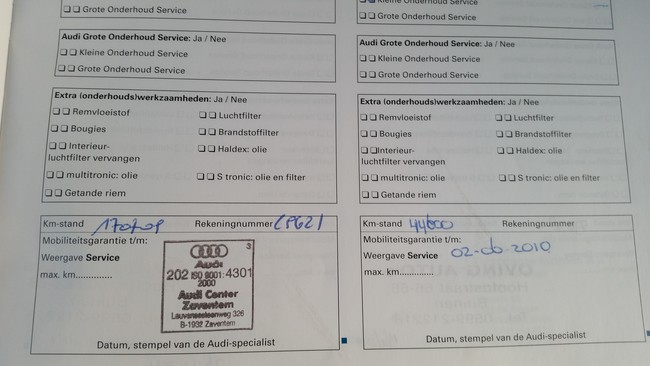 Kleine Onderhoud Service
Grote Onderhoud Service
Grote Onderhoud Service
Audi Grote Onderhoud Service: Ja / Nee
Kleine Onderhoud Service
Grote Onderhoud Service
Audi Grote Onderhoud Service: Ja / Nee
Kleine Onderhoud Service
Grote Onderhoud Service
Extra (onderhouds)werkzaamheden: Ja / Nee
Remvloeistof Luchtfilter
Bougies Brandstoffilter
Interieur- Haldex: olie
luchtfilter vervangen
multitronic: olie S tronic: olie en filter
Getande riem
Extra (onderhouds)werkzaamheden: Ja / Nee
Remvloeistof Luchtfilter
Bougies Brandstoffilter
Interieur- Haldex: olie
luchtfilter vervangen
multitronic: olie S tronic: olie en filter
Getande riem
Km-stand Rekeningnummer
Mobiliteitsgarantie t/m:
Weergave Service
max. km..............
3
Audi
202 ISO 9001: 4301
2000
Audi Center
Zaventem
Leuvensesteenweg 326
B-1932 Zaventem
Datum, stempel van de Audi-specialist
Km-stand 44000 Rekeningnummer
Mobiliteitsgarantie t/m:
Weergave Service 02-06-2010
max. km..............
Datum, stempel van de Audi-specialist